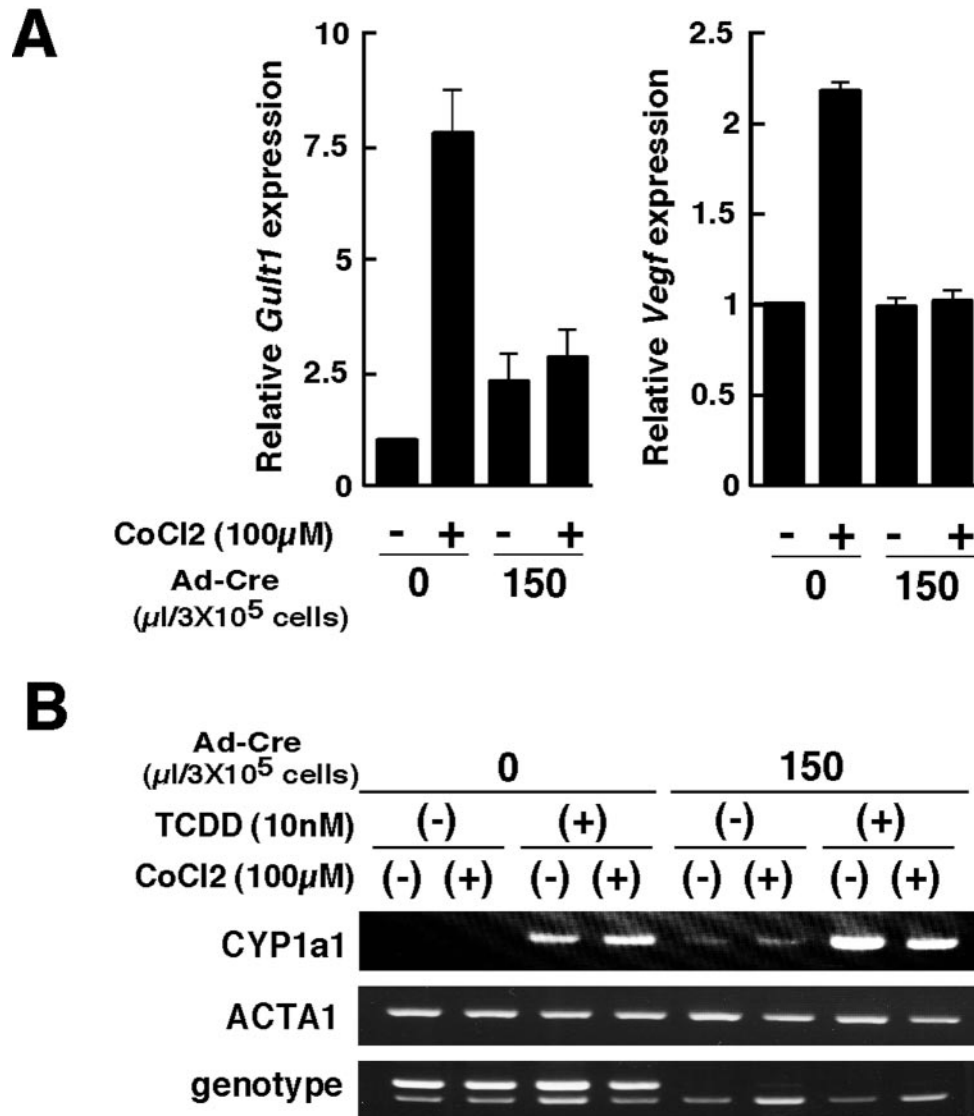 A
Relative Gult1 expression
10
7.5
5
2.5
0
Relative Vegf expression
2.5
2
1.5
1
0.5
0
CoCl2 (100µM) - + - + - + - +
Ad-Cre 0 150 0 150
(µl/3X10⁵ cells)
B
Ad-Cre
(µl/3X10⁵ cells) 0 150
TCDD (10nM) (-) (+) (-) (+)
CoCl2 (100µM) (-) (+) (-) (+) (-) (+) (-) (+)
CYP1a1
ACTA1
genotype